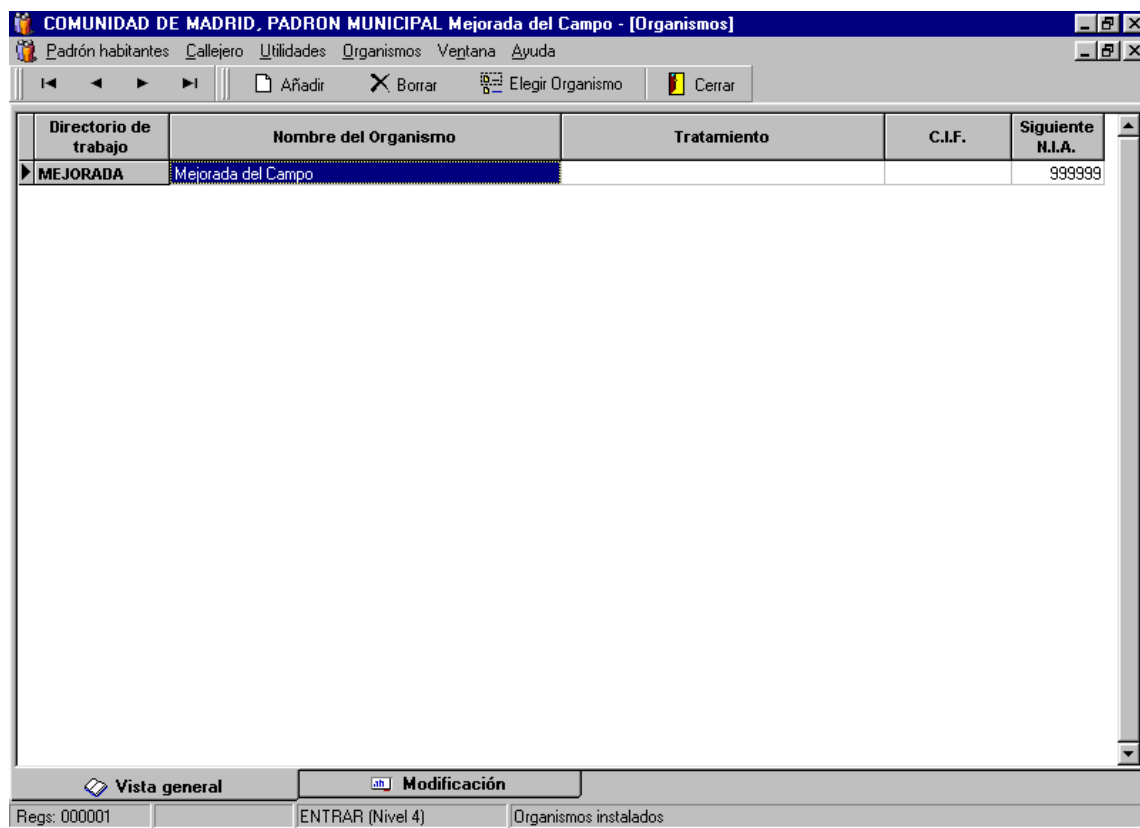 COMUNIDAD DE MADRID, PADRON MUNICIPAL Mejorada del Campo - [Organismos]
Padrón habitantes Callejero Utilidades Organismos Ventana Ayuda
Añadir Borrar Elegir Organismo Cerrar
Directorio de trabajo Nombre del Organismo Tratamiento C.I.F. Siguiente N.I.A.
MEJORADA Mejorada del Campo 999999
Vista general Modificación
Regs: 000001 ENTRAR (Nivel 4) Organismos instalados